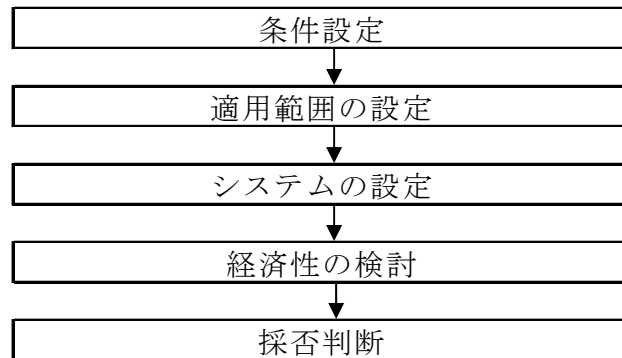 条件設定
適用範囲の設定
システムの設定
経済性の検討
採否判断